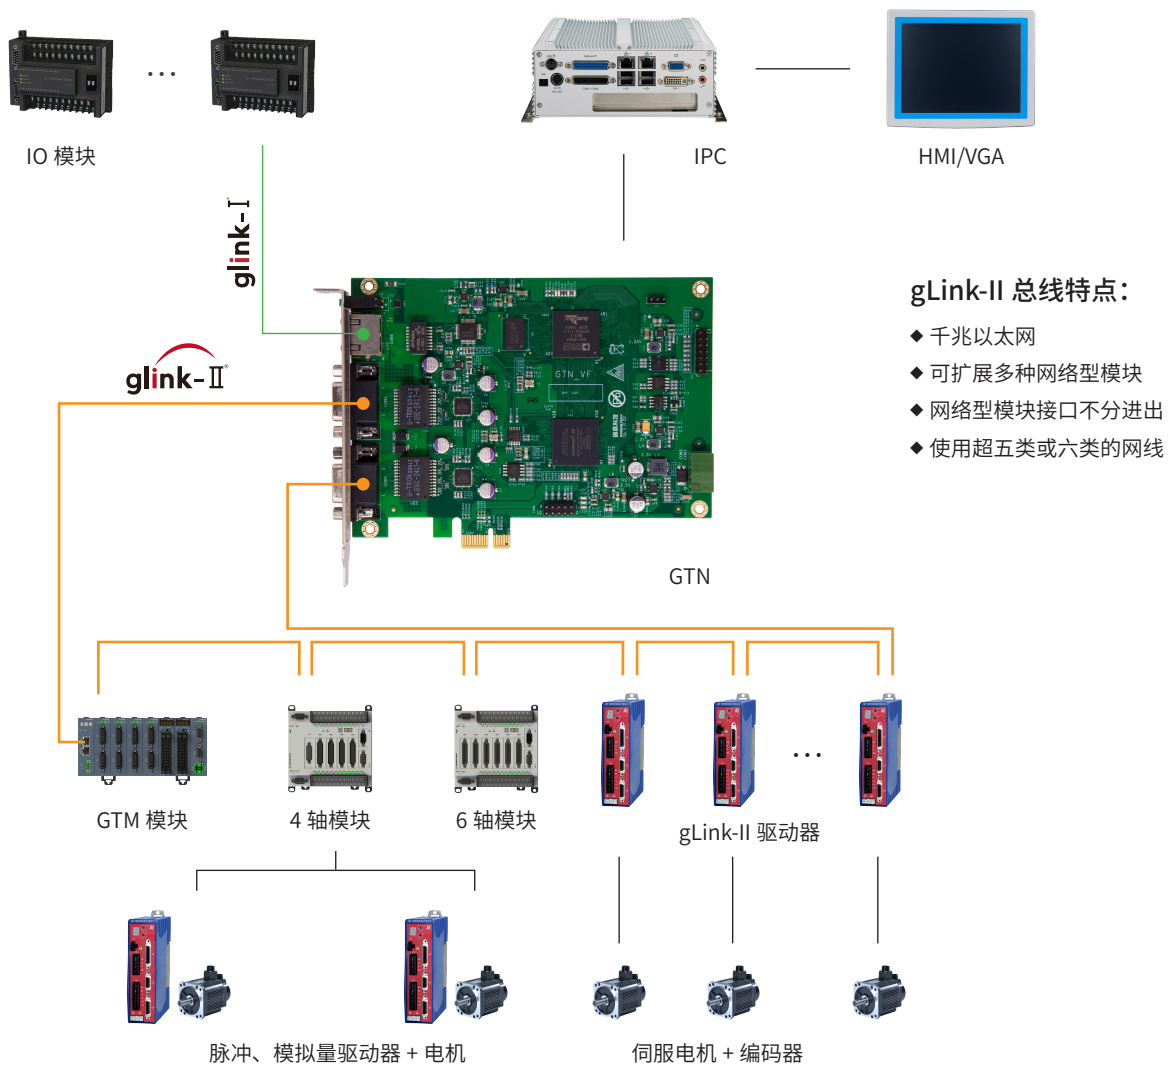 IO 模块
IPC
HMI/VGA
glink-I
glink-II®
gLink-II 总线特点：
◆ 千兆以太网
◆ 可扩展多种网络型模块
◆ 网络型模块接口不分进出
◆ 使用超五类或六类的网线
GTN_VF
GTN
GTM 模块
4 轴模块
6 轴模块
gLink-II 驱动器
脉冲、模拟量驱动器 + 电机
伺服电机 + 编码器